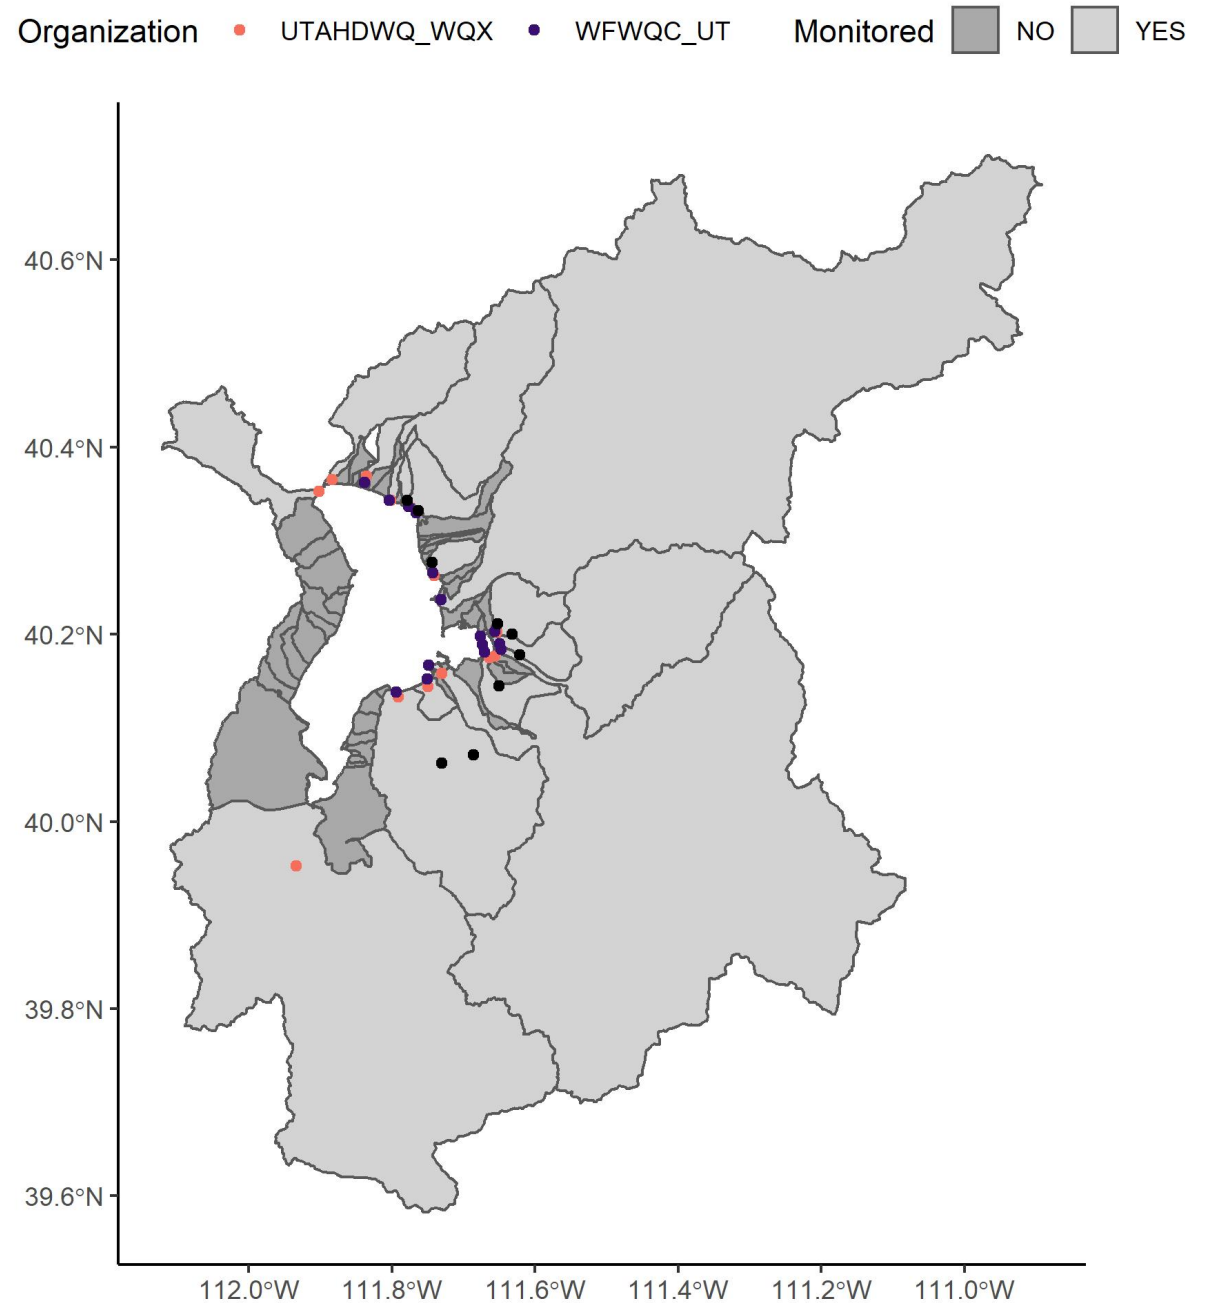 Organization UTAHDWQ_WQX WFWQC_UT Monitored NO YES
40.6°N
40.4°N
40.2°N
40.0°N
39.8°N
39.6°N
112.0°W 111.8°W 111.6°W 111.4°W 111.2°W 111.0°W